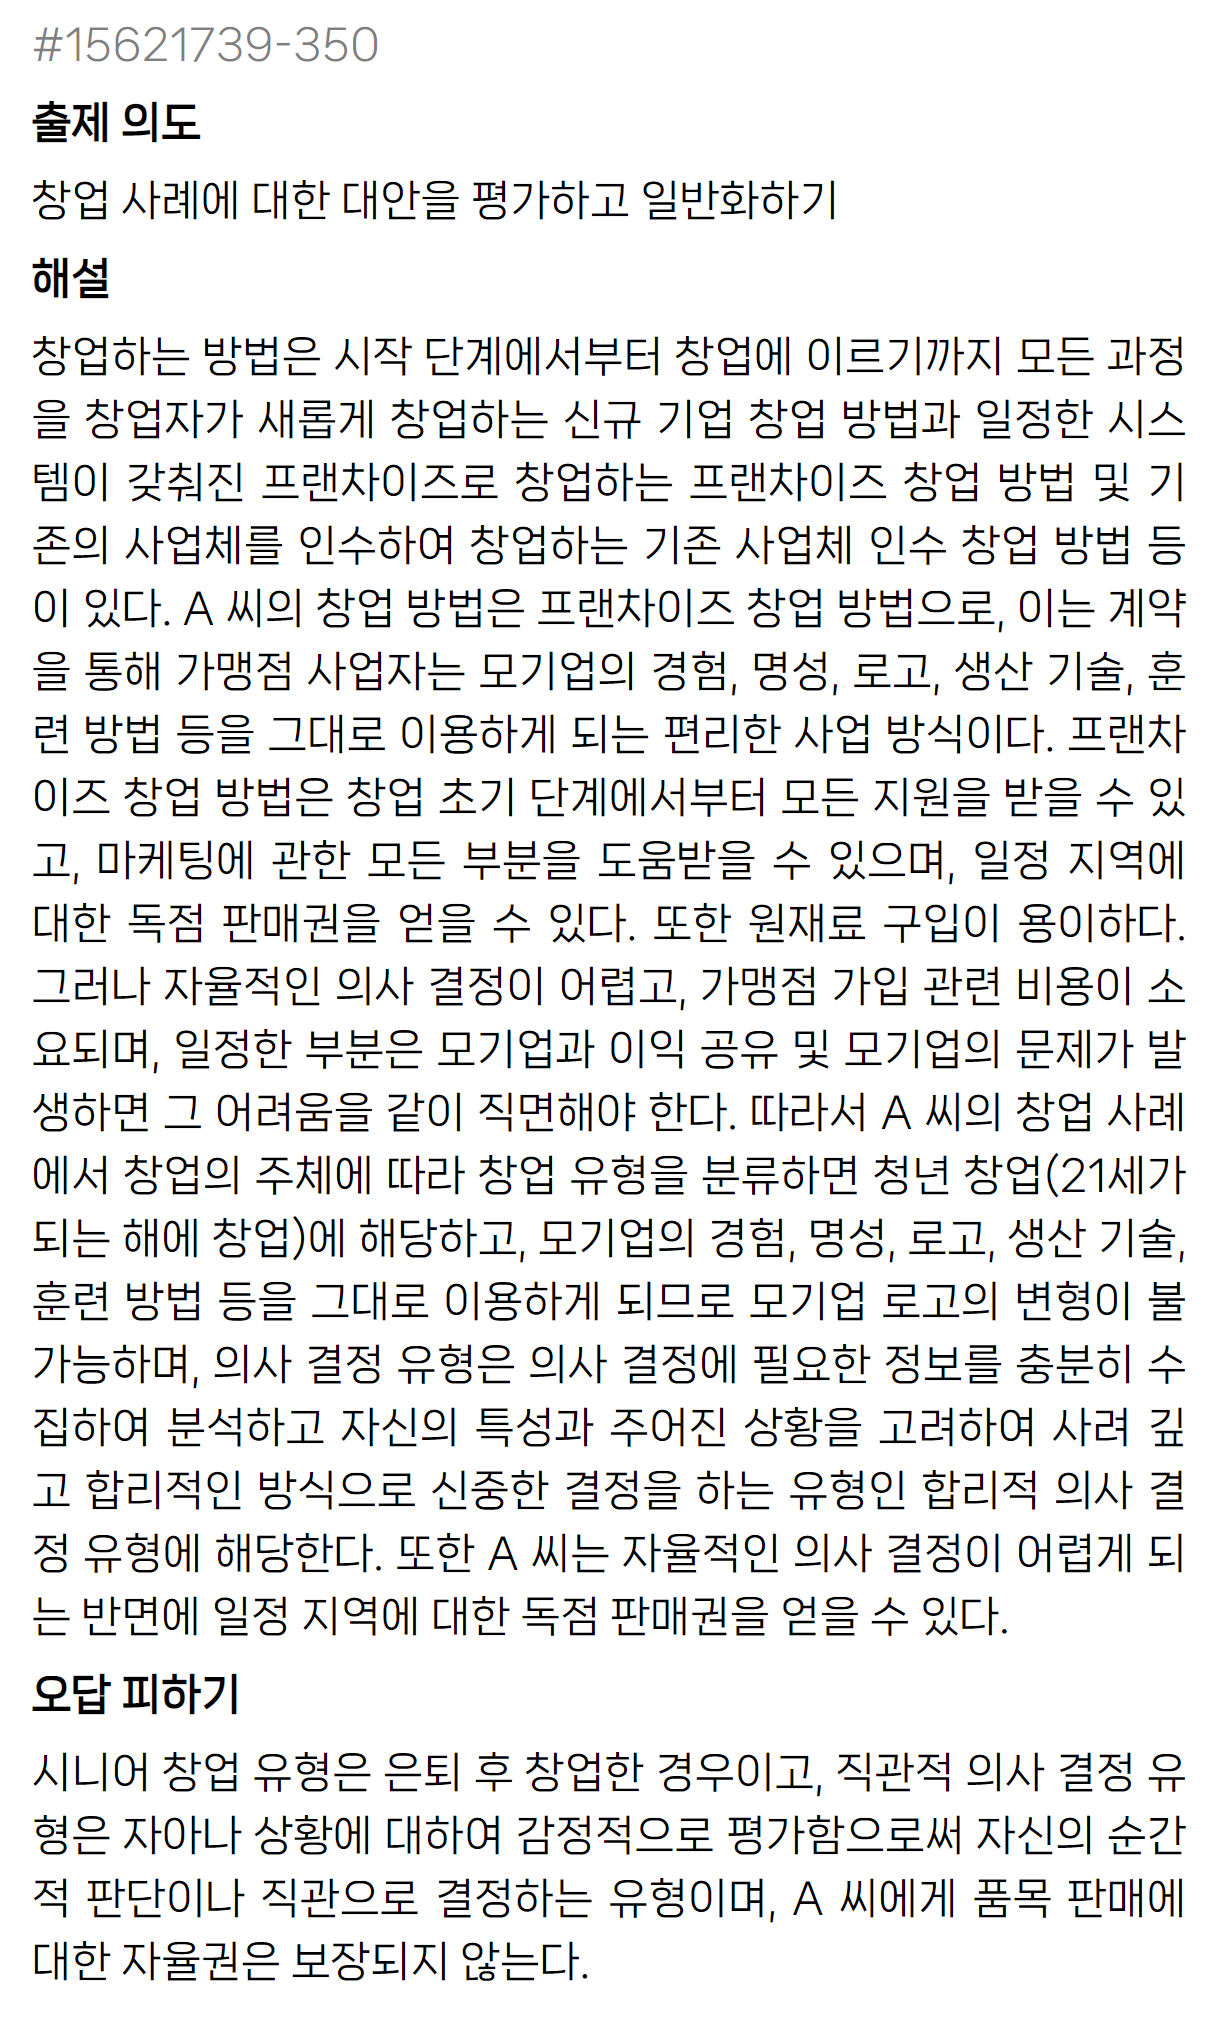 #15621739-350
출제 의도
창업 사례에 대한 대안을 평가하고 일반화하기
해설
창업하는 방법은 시작 단계에서부터 창업에 이르기까지 모든 과정
을 창업자가 새롭게 창업하는 신규 기업 창업 방법과 일정한 시스
템이 갖춰진 프랜차이즈로 창업하는 프랜차이즈 창업 방법 및 기
존의 사업체를 인수하여 창업하는 기존 사업체 인수 창업 방법 등
이 있다. A 씨의 창업 방법은 프랜차이즈 창업 방법으로, 이는 계약
을 통해 가맹점 사업자는 모기업의 경험, 명성, 로고, 생산 기술, 훈
련 방법 등을 그대로 이용하게 되는 편리한 사업 방식이다. 프랜차
이즈 창업 방법은 창업 초기 단계에서부터 모든 지원을 받을 수 있
고, 마케팅에 관한 모든 부분을 도움받을 수 있으며, 일정 지역에
대한 독점 판매권을 얻을 수 있다. 또한 원재료 구입이 용이하다.
그러나 자율적인 의사 결정이 어렵고, 가맹점 가입 관련 비용이 소
요되며, 일정한 부분은 모기업과 이익 공유 및 모기업의 문제가 발
생하면 그 어려움을 같이 직면해야 한다. 따라서 A 씨의 창업 사례
에서 창업의 주체에 따라 창업 유형을 분류하면 청년 창업(21세가
되는 해에 창업)에 해당하고, 모기업의 경험, 명성, 로고, 생산 기술,
훈련 방법 등을 그대로 이용하게 되므로 모기업 로고의 변형이 불
가능하며, 의사 결정 유형은 의사 결정에 필요한 정보를 충분히 수
집하여 분석하고 자신의 특성과 주어진 상황을 고려하여 사려 깊
고 합리적인 방식으로 신중한 결정을 하는 유형인 합리적 의사 결
정 유형에 해당한다. 또한 A 씨는 자율적인 의사 결정이 어렵게 되
는 반면에 일정 지역에 대한 독점 판매권을 얻을 수 있다.
오답 피하기
시니어 창업 유형은 은퇴 후 창업한 경우이고, 직관적 의사 결정 유
형은 자아나 상황에 대하여 감정적으로 평가함으로써 자신의 순간
적 판단이나 직관으로 결정하는 유형이며, A 씨에게 품목 판매에
대한 자율권은 보장되지 않는다.